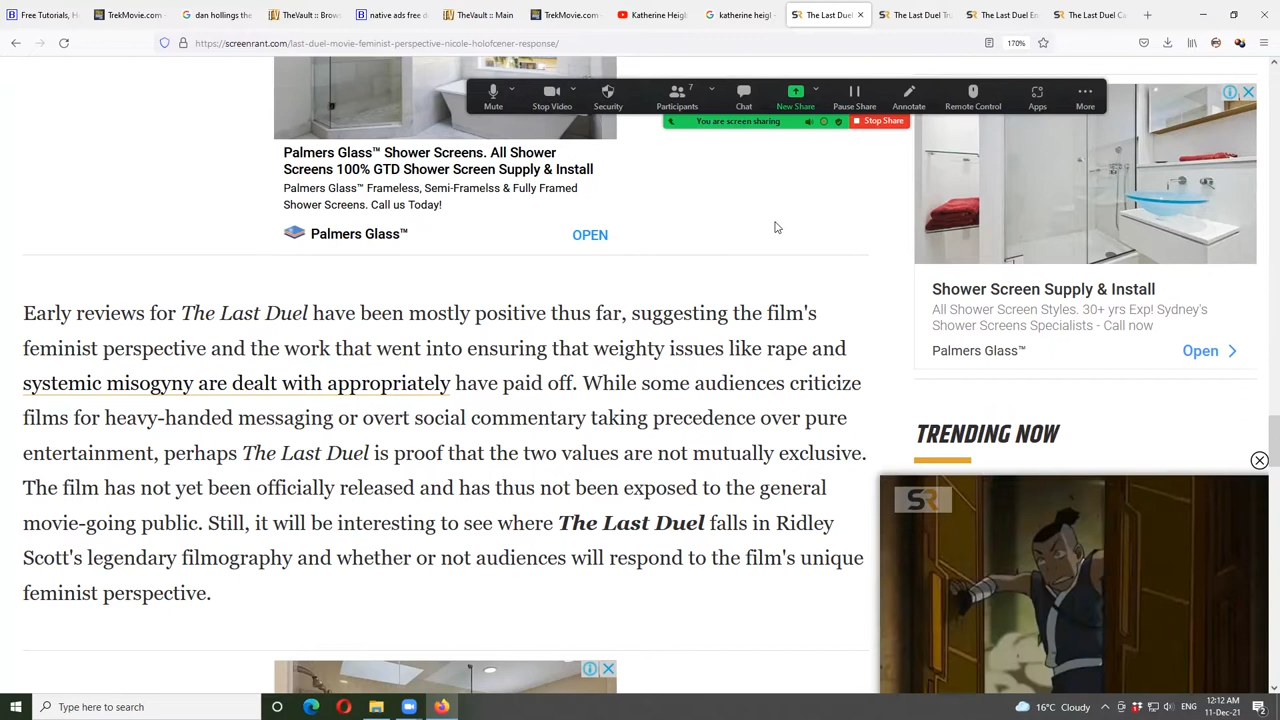 Free Tutorials, H
TrekMovie.com -
dan hollings the
TheVault :: Brow
native ads free d
TheVault :: Main
TrekMovie.com -
Katherine Heigl
katherine heigl -
The Last Duel
The Last Duel Tr
The Last Duel En
The Last Duel Ca
https://screenrant.com/last-duel-movie-feminist-perspective-nicole-holofcener-response/
170%
Mute
Stop Video
Security
Participants
7
Chat
New Share
Pause Share
Annotate
Remote Control
Apps
More
You are screen sharing
Stop Share
Palmers Glass™ Shower Screens. All Shower
Screens 100% GTD Shower Screen Supply & Install
Palmers Glass™ Frameless, Semi-Framelss & Fully Framed
Shower Screens. Call us Today!
Palmers Glass™
OPEN
Early reviews for The Last Duel have been mostly positive thus far, suggesting the film's
feminist perspective and the work that went into ensuring that weighty issues like rape and
systemic misogyny are dealt with appropriately have paid off. While some audiences criticize
films for heavy-handed messaging or overt social commentary taking precedence over pure
entertainment, perhaps The Last Duel is proof that the two values are not mutually exclusive.
The film has not yet been officially released and has thus not been exposed to the general
movie-going public. Still, it will be interesting to see where The Last Duel falls in Ridley
Scott's legendary filmography and whether or not audiences will respond to the film's unique
feminist perspective.
Shower Screen Supply & Install
All Shower Screen Styles. 30+ yrs Exp! Sydney's
Shower Screens Specialists - Call now
Palmers Glass™
Open
TRENDING NOW
SR
Type here to search
16°C Cloudy
12:12 AM
11-Dec-21
2